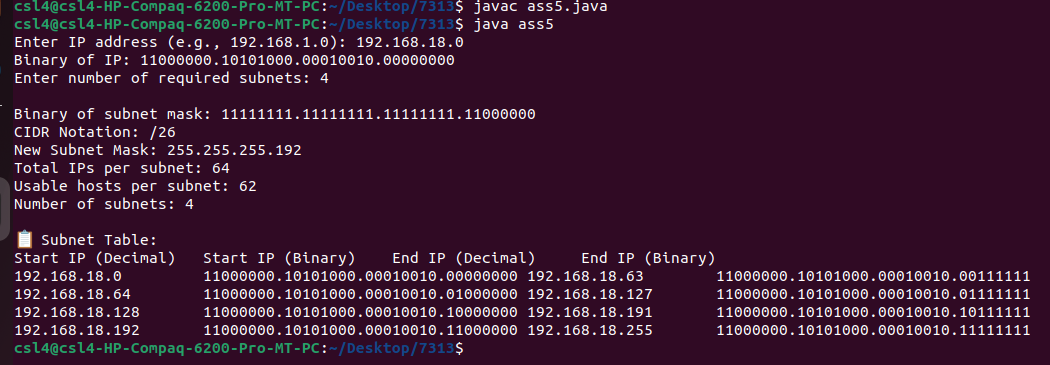 csl4@csl4-HP-Compaq-6200-Pro-MT-PC:~/Desktop/7313$ javac ass5.java
csl4@csl4-HP-Compaq-6200-Pro-MT-PC:~/Desktop/7313$ java ass5
Enter IP address (e.g., 192.168.1.0): 192.168.18.0
Binary of IP: 11000000.10101000.00010010.00000000
Enter number of required subnets: 4

Binary of subnet mask: 11111111.11111111.11111111.11000000
CIDR Notation: /26
New Subnet Mask: 255.255.255.192
Total IPs per subnet: 64
Usable hosts per subnet: 62
Number of subnets: 4

📋 Subnet Table:
Start IP (Decimal)   Start IP (Binary)    End IP (Decimal)     End IP (Binary)
192.168.18.0         11000000.10101000.00010010.00000000 192.168.18.63        11000000.10101000.00010010.00111111
192.168.18.64        11000000.10101000.00010010.01000000 192.168.18.127       11000000.10101000.00010010.01111111
192.168.18.128       11000000.10101000.00010010.10000000 192.168.18.191       11000000.10101000.00010010.10111111
192.168.18.192       11000000.10101000.00010010.11000000 192.168.18.255       11000000.10101000.00010010.11111111
csl4@csl4-HP-Compaq-6200-Pro-MT-PC:~/Desktop/7313$